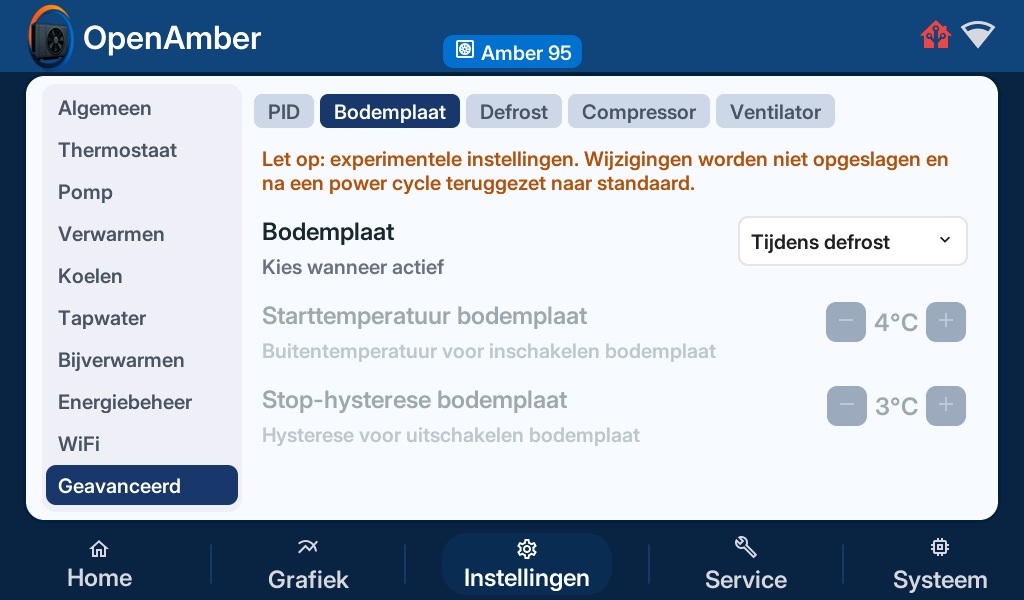 OpenAmber
Amber 95
Algemeen
Thermostaat
Pomp
Verwarmen
Koelen
Tapwater
Bijverwarmen
Energiebeheer
WiFi
Geavanceerd
PID
Bodemplaat
Defrost
Compressor
Ventilator
Let op: experimentele instellingen. Wijzigingen worden niet opgeslagen en
na een power cycle teruggezet naar standaard.
Bodemplaat
Kies wanneer actief
Tijdens defrost
Starttemperatuur bodemplaat
Buitentemperatuur voor inschakelen bodemplaat
− 4°C +
Stop-hysterese bodemplaat
Hysterese voor uitschakelen bodemplaat
− 3°C +
Home
Grafiek
Instellingen
Service
Systeem